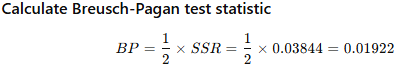 Calculate Breusch-Pagan test statistic
BP = 1/2 × SSR = 1/2 × 0.03844 = 0.01922